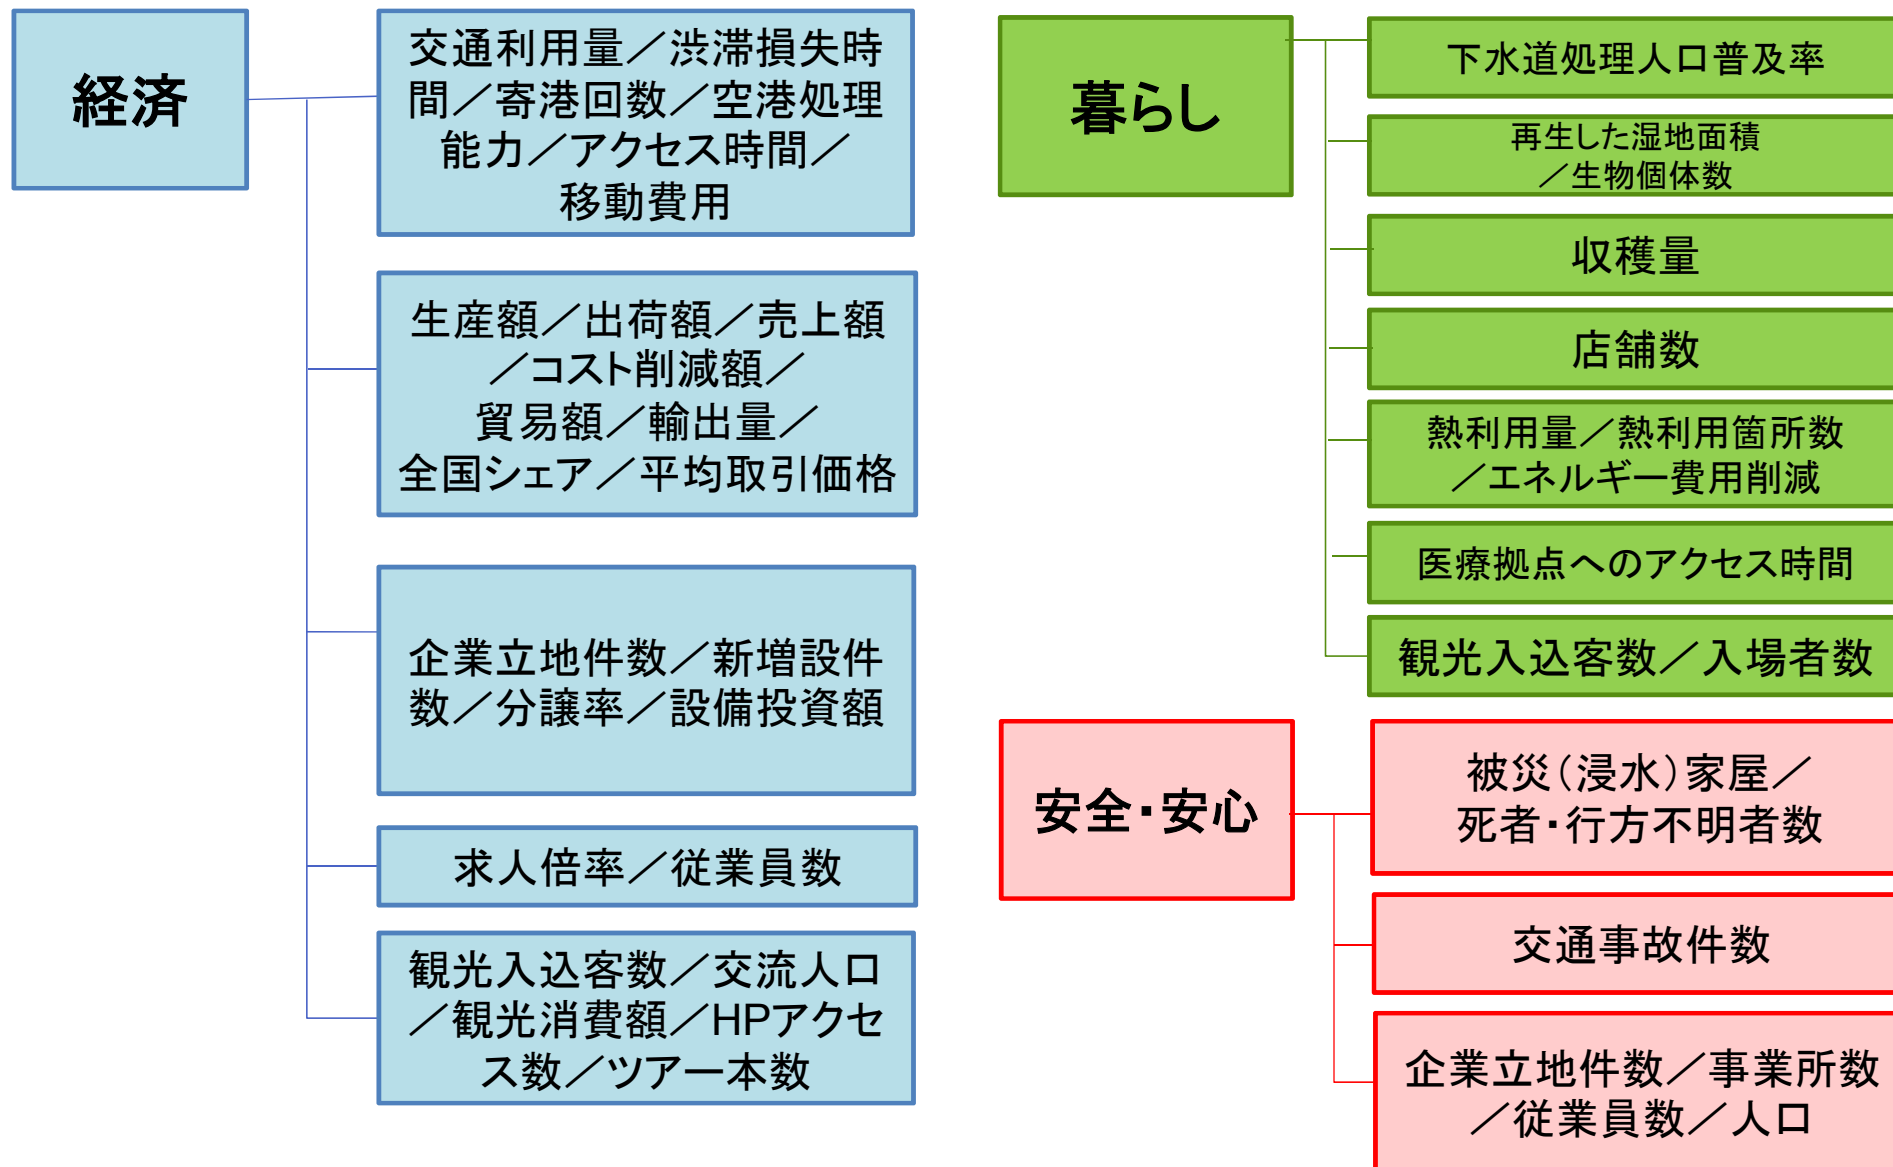 経済
交通利用量／渋滞損失時
間／寄港回数／空港処理
能力／アクセス時間／
移動費用
生産額／出荷額／売上額
／コスト削減額／
貿易額／輸出量／
全国シェア／平均取引価格
企業立地件数／新増設件
数／分譲率／設備投資額
求人倍率／従業員数
観光入込客数／交流人口
／観光消費額／HPアクセ
ス数／ツアー本数
暮らし
下水道処理人口普及率
再生した湿地面積
／生物個体数
収穫量
店舗数
熱利用量／熱利用箇所数
／エネルギー費用削減
医療拠点へのアクセス時間
観光入込客数／入場者数
安全・安心
被災（浸水）家屋／
死者・行方不明者数
交通事故件数
企業立地件数／事業所数
／従業員数／人口